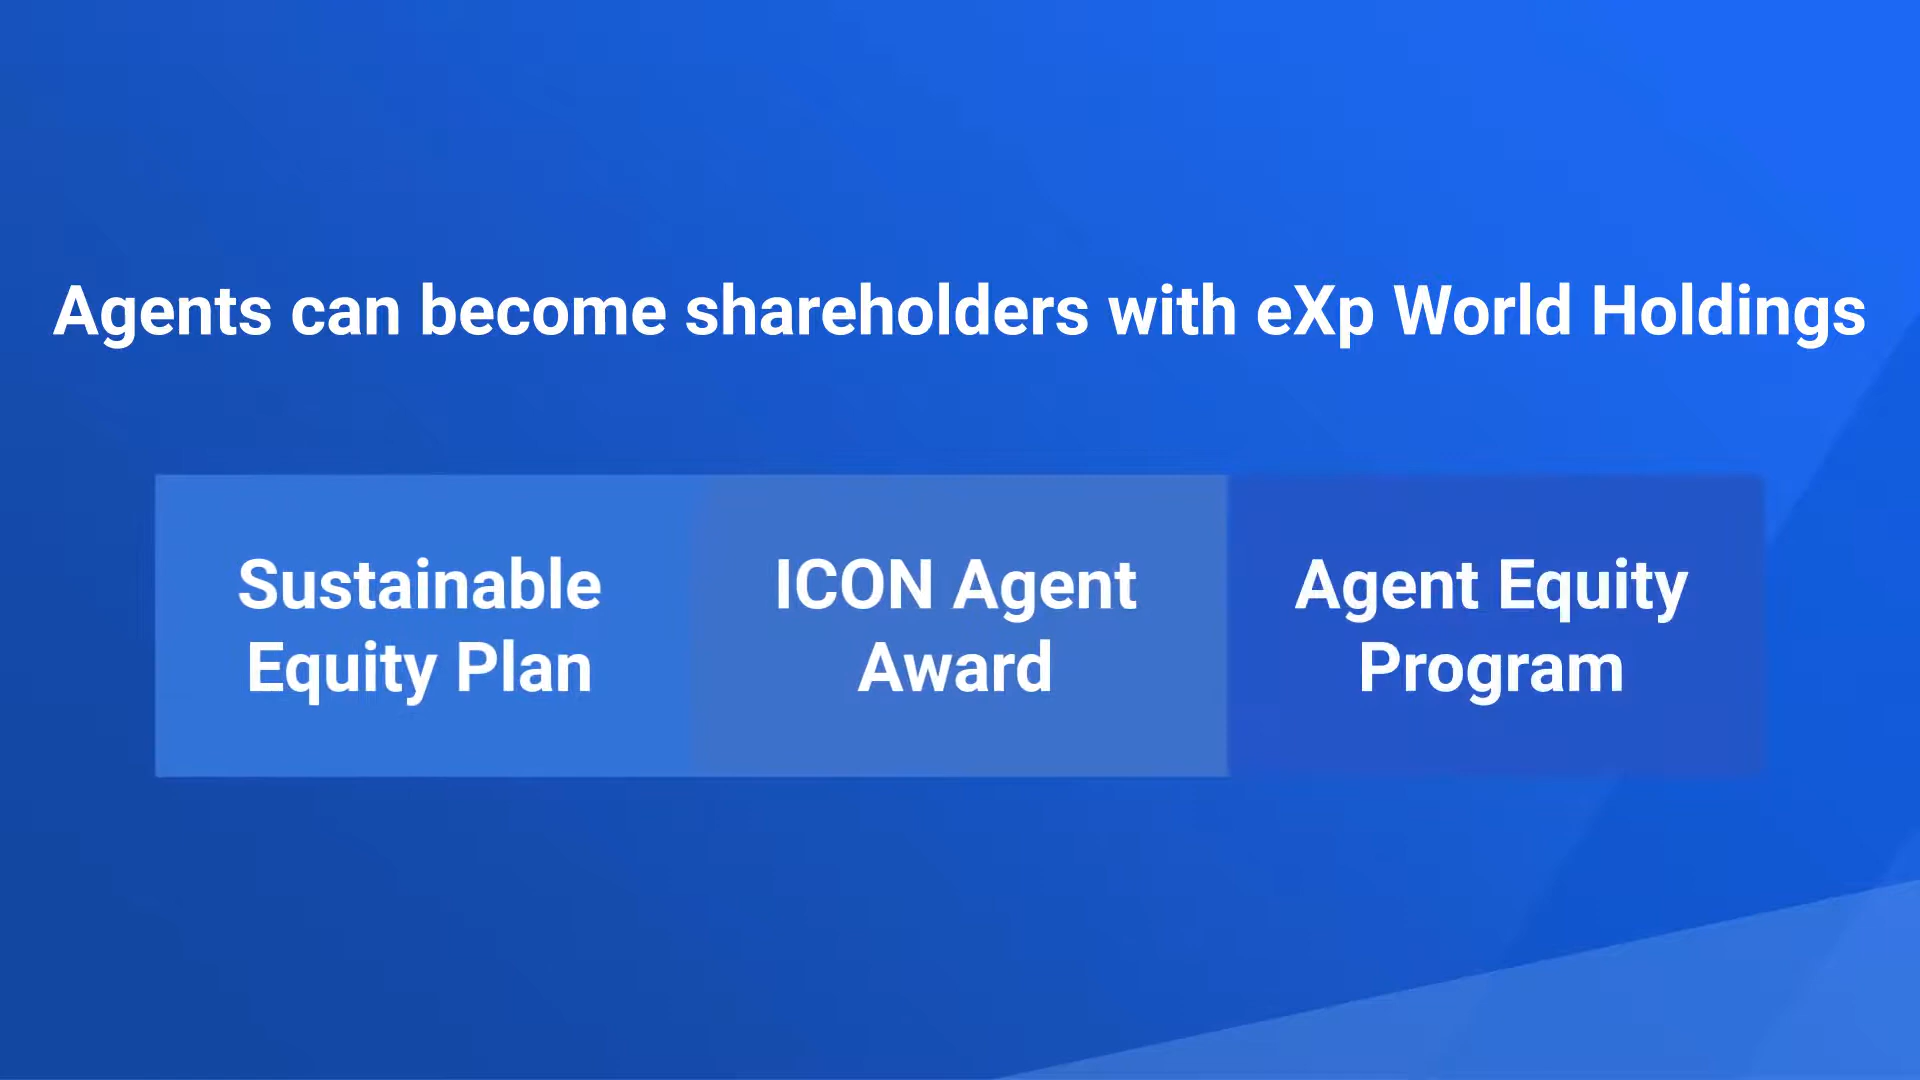 Agents can become shareholders with eXp World Holdings
Sustainable
Equity Plan
ICON Agent
Award
Agent Equity
Program